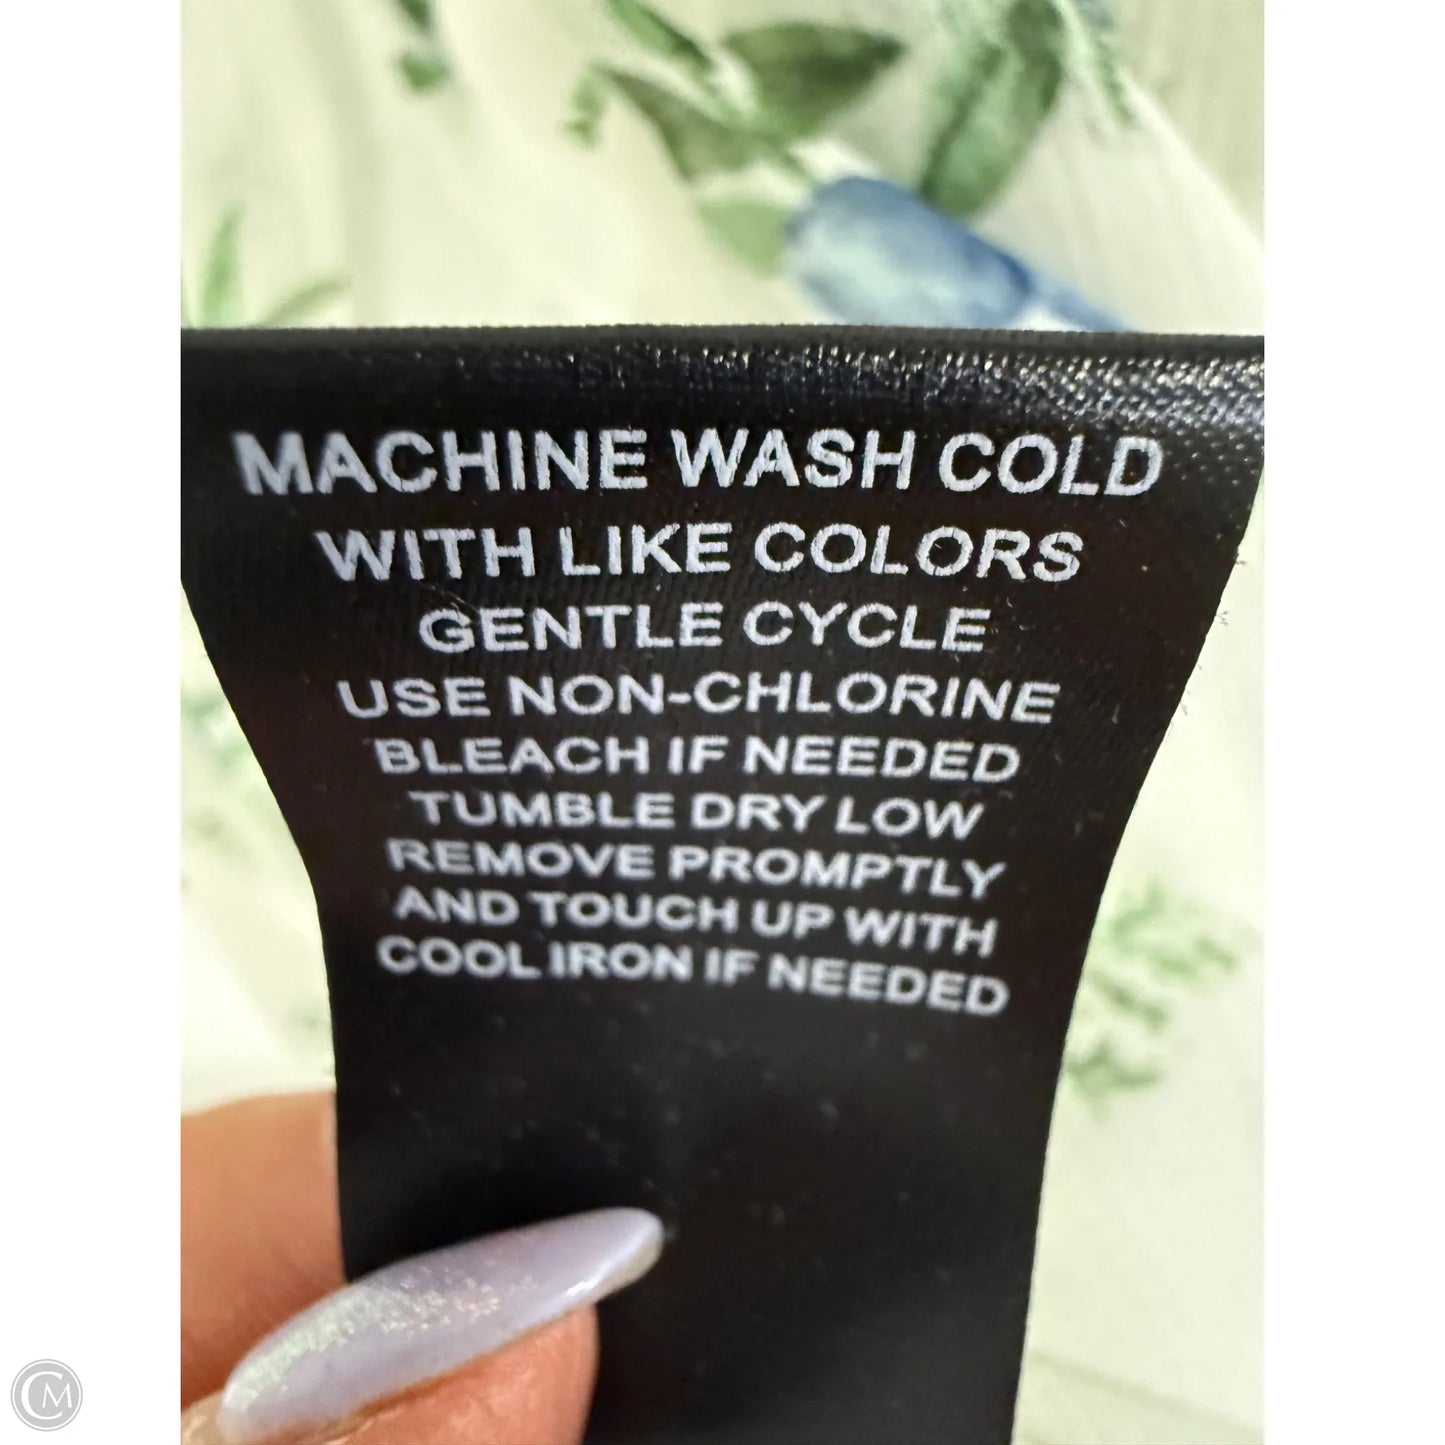 MACHINE WASH COLD
WITH LIKE COLORS
GENTLE CYCLE
USE NON-CHLORINE
BLEACH IF NEEDED
TUMBLE DRY LOW
REMOVE PROMPTLY
AND TOUCH UP WITH
COOL IRON IF NEEDED
CM